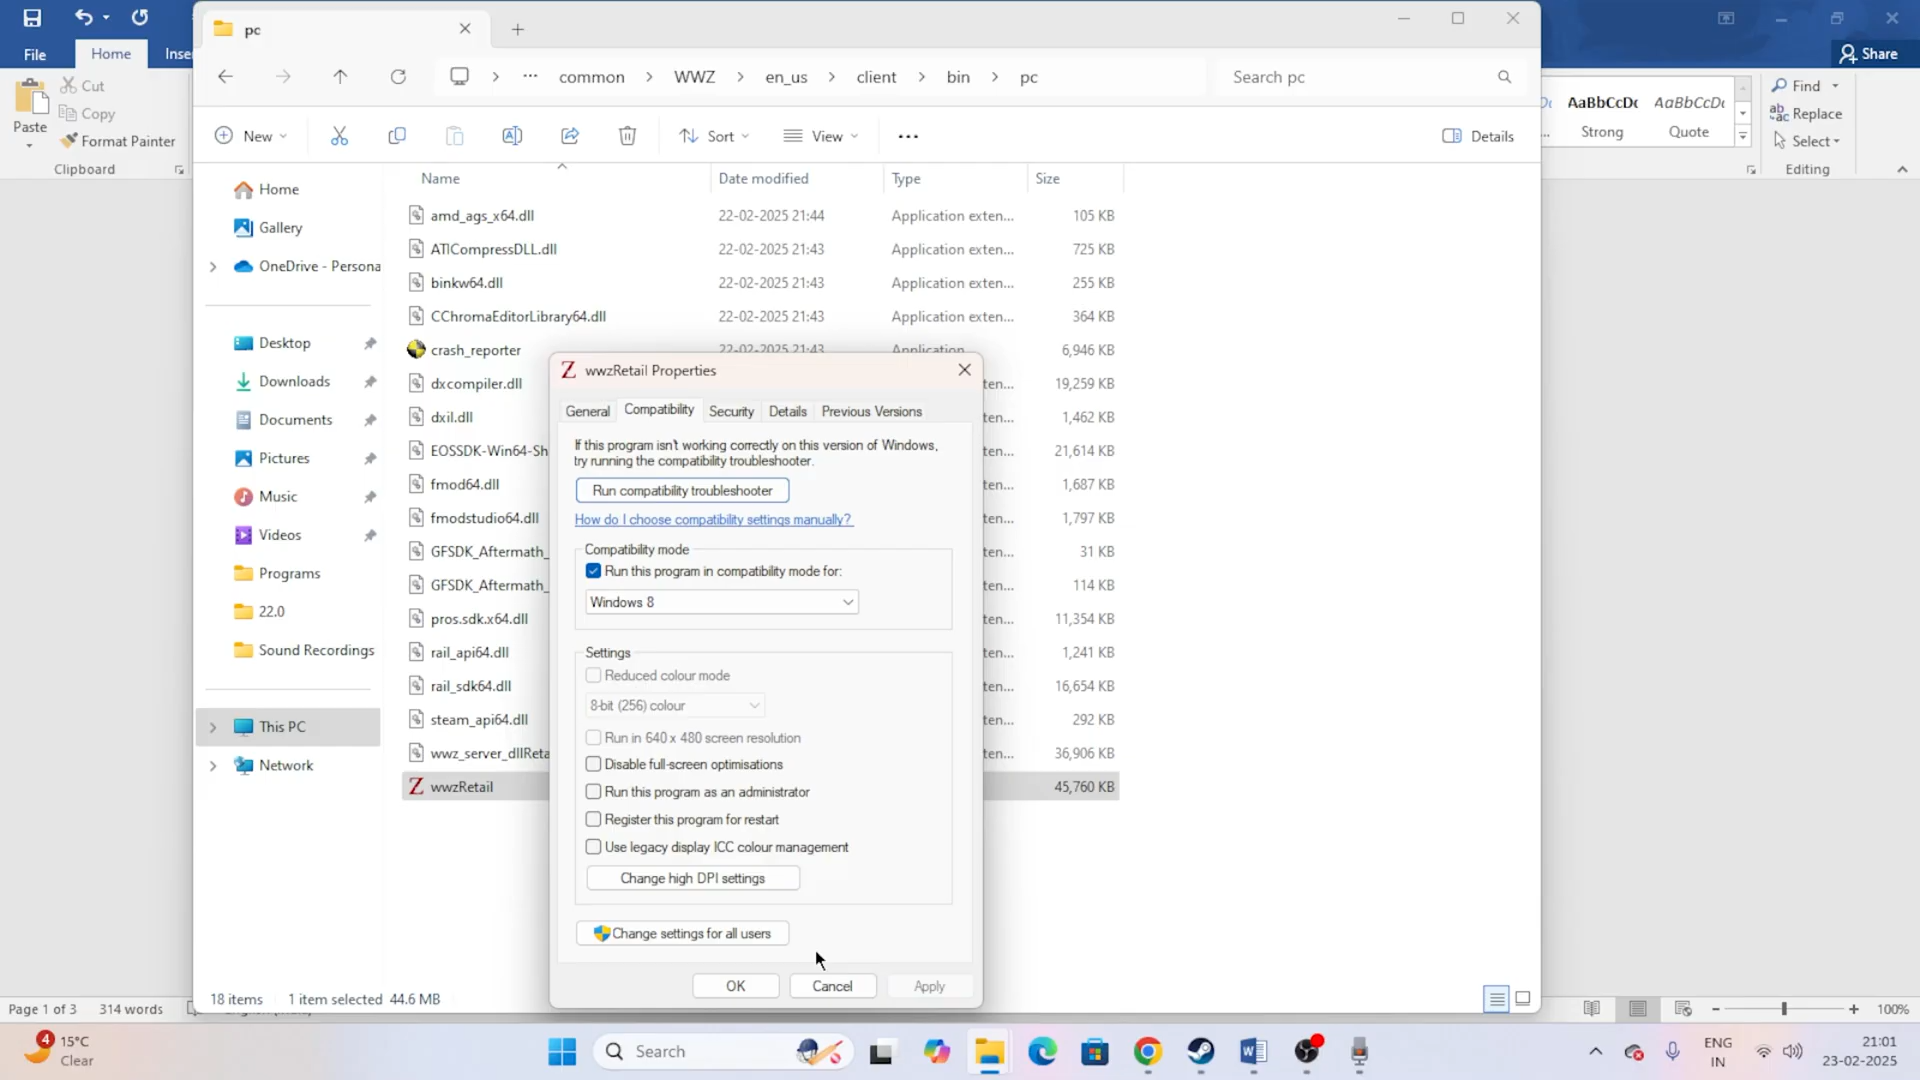 File
Home
Inse
Share
Paste
Cut
Copy
Format Painter
Clipboard
AaBbCcDc
AaBbCcDc
Strong
Quote
Find
Replace
Select
Editing
pc
common
WWZ
en_us
client
bin
pc
Search pc
New
Sort
View
Details
Name
Date modified
Type
Size
Home
Gallery
OneDrive - Persona
Desktop
Downloads
Documents
Pictures
Music
Videos
Programs
22.0
Sound Recordings
This PC
Network
amd_ags_x64.dll 22-02-2025 21:44 Application exten... 105 KB
ATICompressDLL.dll 22-02-2025 21:43 Application exten... 725 KB
binkw64.dll 22-02-2025 21:43 Application exten... 255 KB
CChromaEditorLibrary64.dll 22-02-2025 21:43 Application exten... 364 KB
crash_reporter 22-02-2025 21:43 Application 6,946 KB
dxcompiler.dll ten... 19,259 KB
dxil.dll ten... 1,462 KB
EOSSDK-Win64-Sh ten... 21,614 KB
fmod64.dll ten... 1,687 KB
fmodstudio64.dll ten... 1,797 KB
GFSDK_Aftermath_ ten... 31 KB
GFSDK_Aftermath_ ten... 114 KB
pros.sdk.x64.dll ten... 11,354 KB
rail_api64.dll ten... 1,241 KB
rail_sdk64.dll ten... 16,654 KB
steam_api64.dll ten... 292 KB
wwz_server_dllReta ten... 36,906 KB
wwzRetail 45,760 KB
wwzRetail Properties
General
Compatibility
Security
Details
Previous Versions
If this program isn't working correctly on this version of Windows,
try running the compatibility troubleshooter.
Run compatibility troubleshooter
How do I choose compatibility settings manually?
Compatibility mode
Run this program in compatibility mode for:
Windows 8
Settings
Reduced colour mode
8-bit (256) colour
Run in 640 x 480 screen resolution
Disable full-screen optimisations
Run this program as an administrator
Register this program for restart
Use legacy display ICC colour management
Change high DPI settings
Change settings for all users
OK
Cancel
Apply
18 items
1 item selected 44.6 MB
Page 1 of 3
314 words
100%
4
15°C
Clear
Search
ENG
IN
21:01
23-02-2025